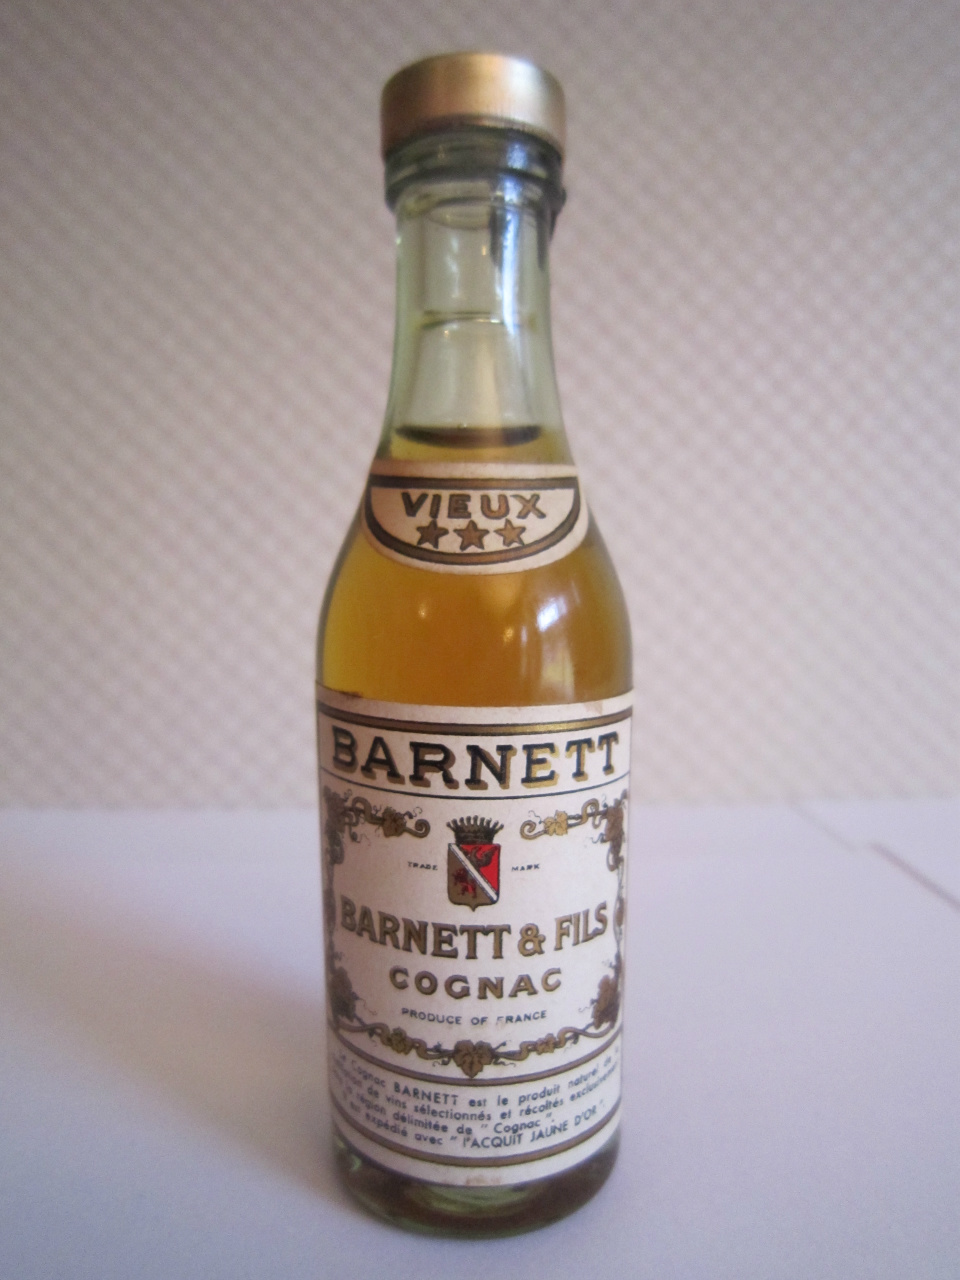 VIEUX
BARNETT
TRADE MARK
BARNETT & FILS
COGNAC
PRODUCE OF FRANCE
Le Cognac BARNETT est le produit naturel de
de vins sélectionnés et récoltés exclusivement
la région délimitée de "Cognac".
est expédié avec "l'ACQUIT JAUNE D'OR".